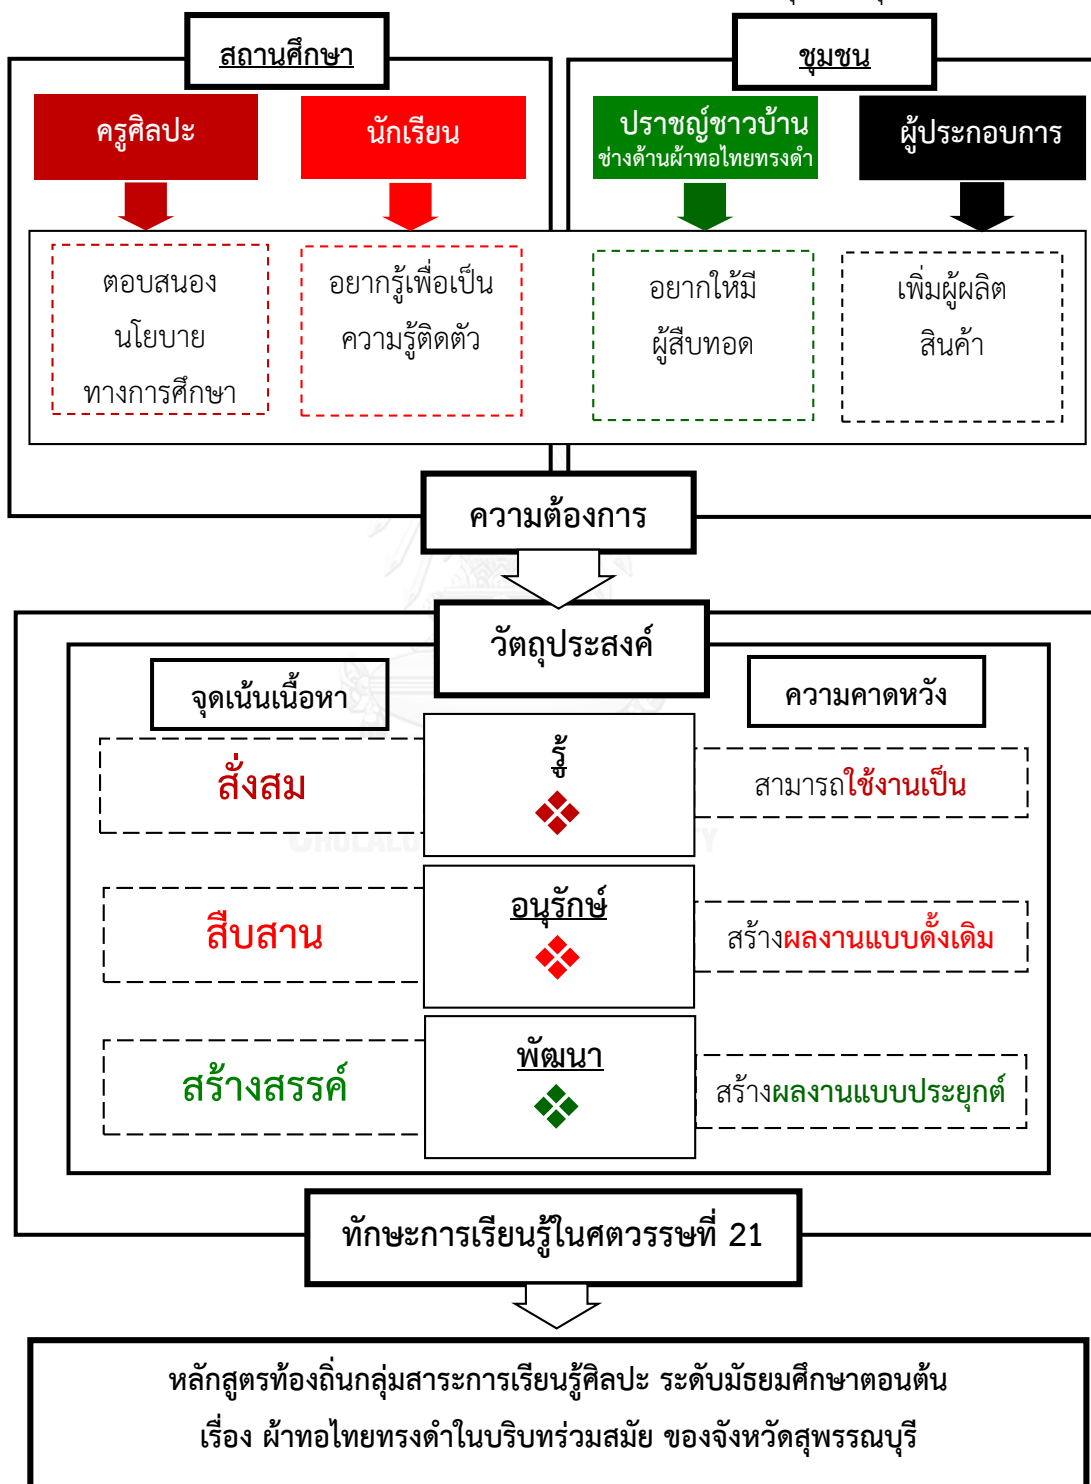 สถานศึกษา
ชุมชน
ครูศิลปะ
นักเรียน
ปราชญ์ชาวบ้าน
ช่างด้านผ้าทอไทยทรงดำ
ผู้ประกอบการ
ตอบสนอง
นโยบาย
ทางการศึกษา
อยากรู้เพื่อเป็น
ความรู้ติดตัว
อยากให้มี
ผู้สืบทอด
เพิ่มผู้ผลิต
สินค้า
ความต้องการ
วัตถุประสงค์
จุดเน้นเนื้อหา
ความคาดหวัง
สั่งสม
รู้
สามารถใช้งานเป็น
สืบสาน
อนุรักษ์
สร้างผลงานแบบดั้งเดิม
สร้างสรรค์
พัฒนา
สร้างผลงานแบบประยุกต์
ทักษะการเรียนรู้ในศตวรรษที่ 21
หลักสูตรท้องถิ่นกลุ่มสาระการเรียนรู้ศิลปะ ระดับมัธยมศึกษาตอนต้น
เรื่อง ผ้าทอไทยทรงดำในบริบทร่วมสมัย ของจังหวัดสุพรรณบุรี